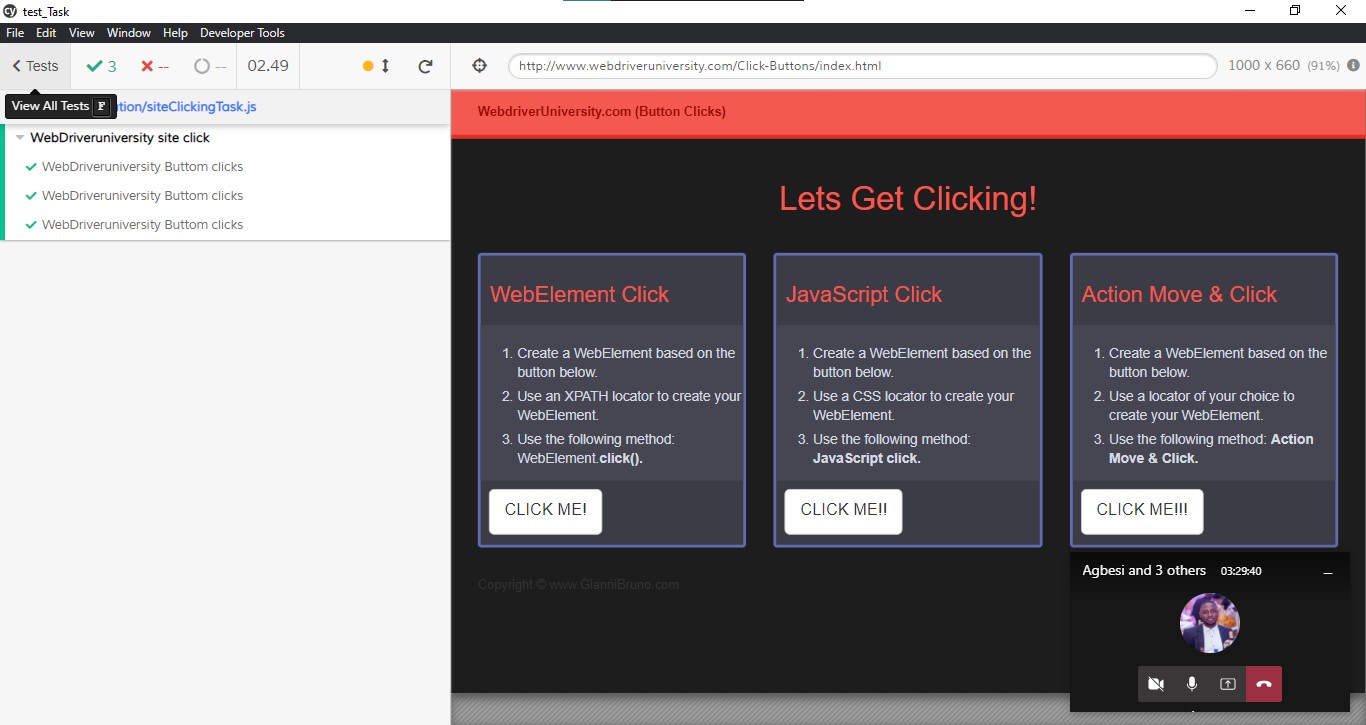 cy test_Task
File Edit View Window Help Developer Tools
Tests 3 -- -- 02.49
http://www.webdriveruniversity.com/Click-Buttons/index.html 1000 x 660 (91%)
View All Tests F tion/siteClickingTask.js
WebDriveruniversity site click
WebDriveruniversity Buttom clicks
WebDriveruniversity Buttom clicks
WebDriveruniversity Buttom clicks
WebdriverUniversity.com (Button Clicks)
Lets Get Clicking!
WebElement Click
1. Create a WebElement based on the
button below.
2. Use an XPATH locator to create your
WebElement.
3. Use the following method:
WebElement.click().
CLICK ME!
JavaScript Click
1. Create a WebElement based on the
button below.
2. Use a CSS locator to create your
WebElement.
3. Use the following method:
JavaScript click.
CLICK ME!!
Action Move & Click
1. Create a WebElement based on the
button below.
2. Use a locator of your choice to
create your WebElement.
3. Use the following method: Action
Move & Click.
CLICK ME!!!
Copyright © www.GianniBruno.com
Agbesi and 3 others 03:29:40